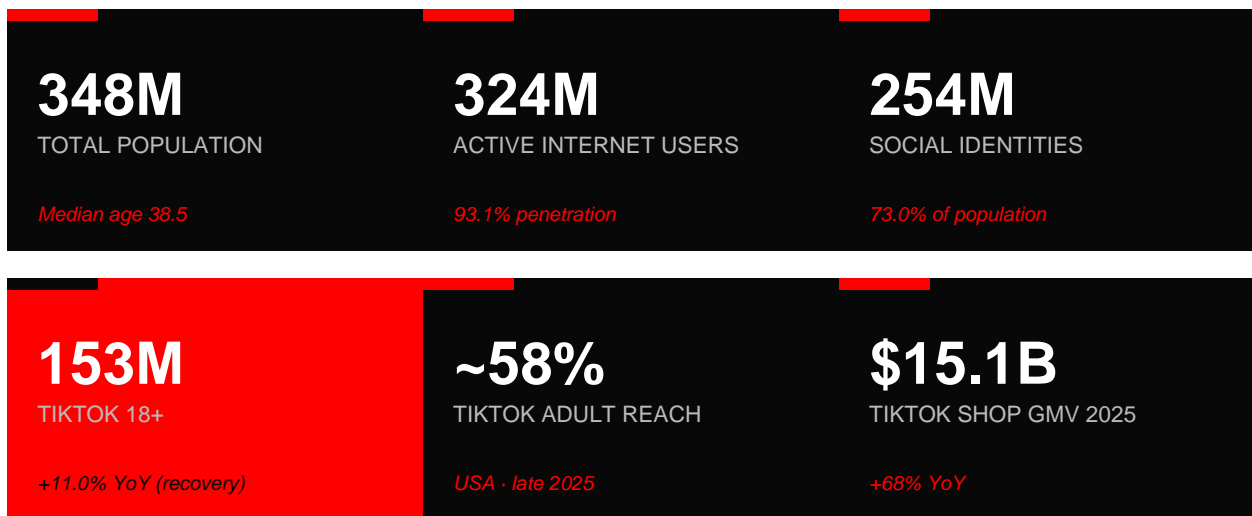 348M
TOTAL POPULATION
Median age 38.5
324M
ACTIVE INTERNET USERS
93.1% penetration
254M
SOCIAL IDENTITIES
73.0% of population
153M
TIKTOK 18+
+11.0% YoY (recovery)
~58%
TIKTOK ADULT REACH
USA · late 2025
$15.1B
TIKTOK SHOP GMV 2025
+68% YoY